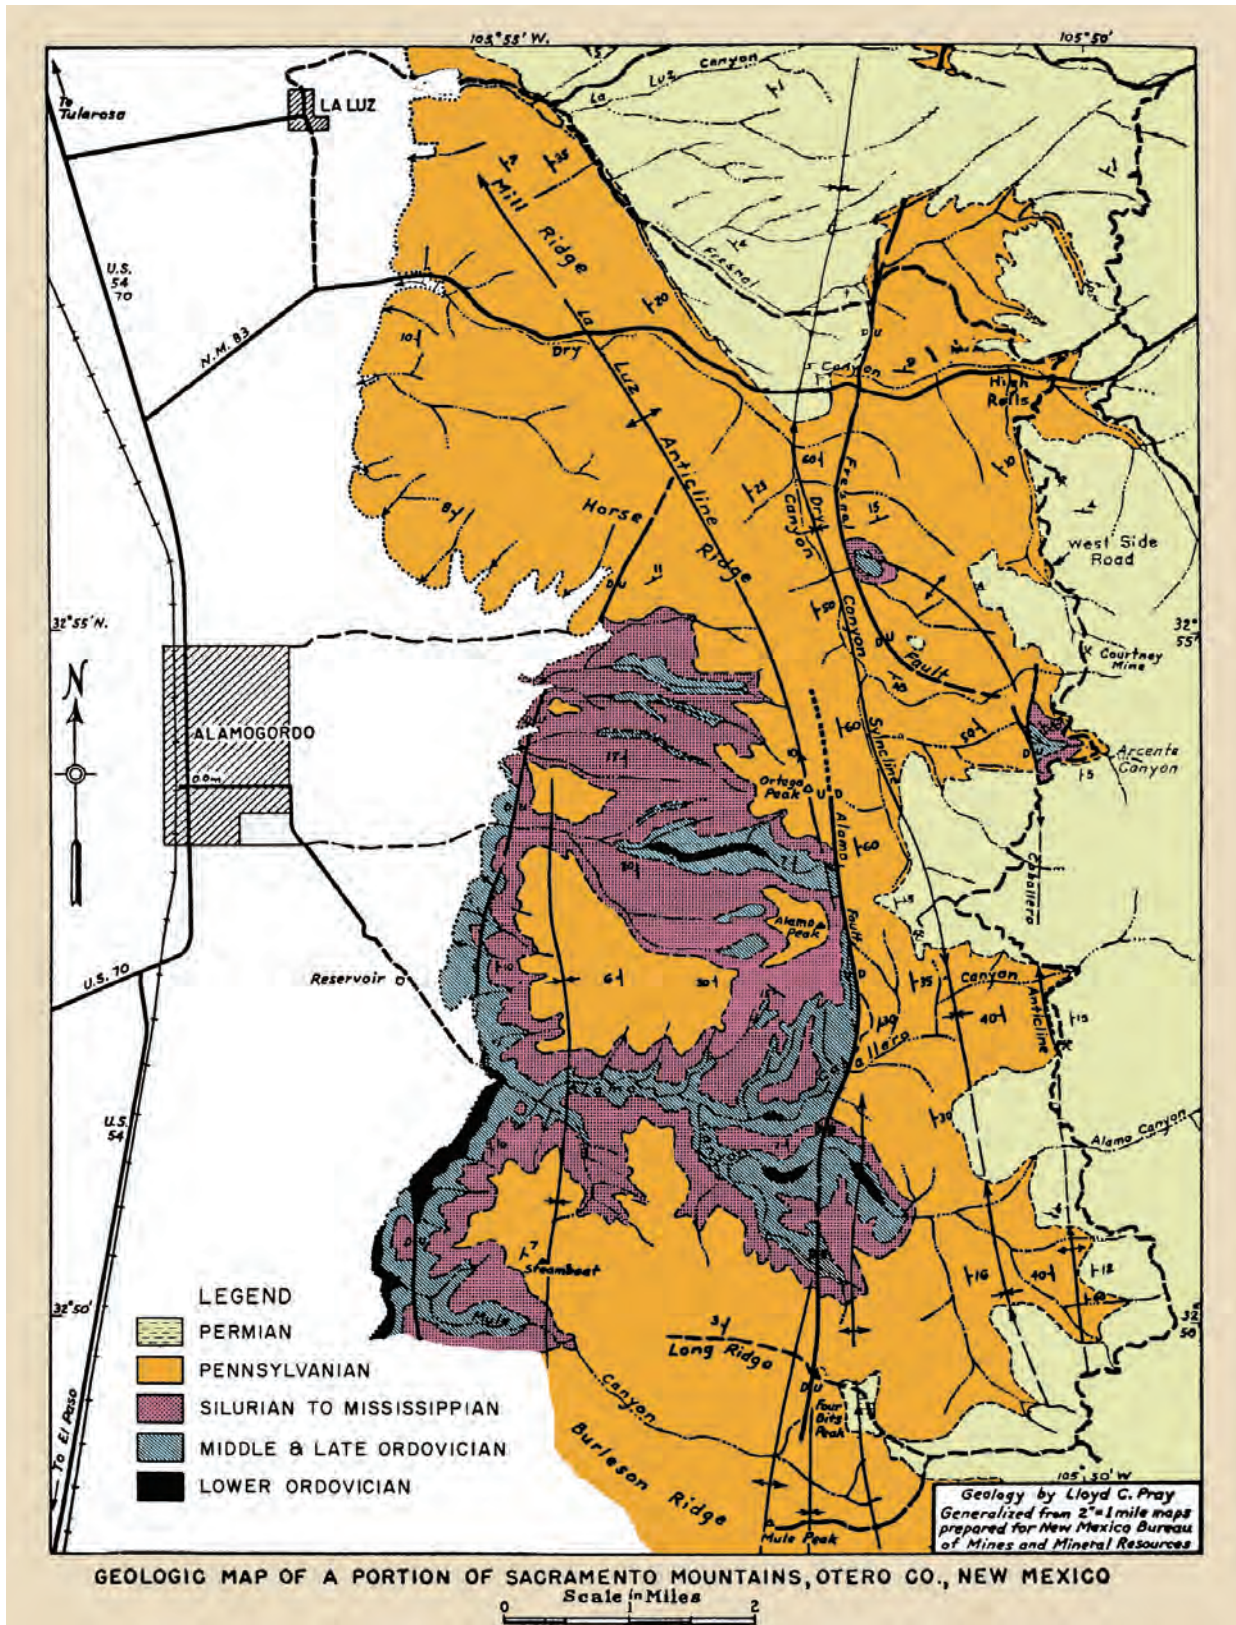 105° 55' W.
105° 50'
To
Tularosa
LA LUZ
La Luz Canyon
U.S.
54
70
N.M. 83
Mill Ridge
La Luz Anticline
Fresnal
Dry
Canyon
High
Rolls
Horse
Ridge
Dry
Canyon
Fresnel
Fault
West Side
Road
32° 55' N.
32°
55'
Courtney
Mine
Canyon
Syincline
ALAMOGORDO
0.0 m.
Arcente
Canyon
Ortega
Peak
Alamo
Fault
Caballero
Anticline
Alamo
Peak
Reservoir
U.S. 70
Canyon
U.S.
54
Alamo Canyon
Steamboat
Mule
Canyon
Long Ridge
Four
Bits
Peak
Burleson Ridge
Mule Peak
32° 50'
32°
50'
To El Paso
105° 50' W
LEGEND
PERMIAN
PENNSYLVANIAN
SILURIAN TO MISSISSIPPIAN
MIDDLE & LATE ORDOVICIAN
LOWER ORDOVICIAN
Geology by Lloyd C. Pray
Generalized from 2"=1 mile maps
prepared for New Mexico Bureau
of Mines and Mineral Resources
GEOLOGIC MAP OF A PORTION OF SACRAMENTO MOUNTAINS, OTERO CO., NEW MEXICO
Scale in Miles
0 1 2